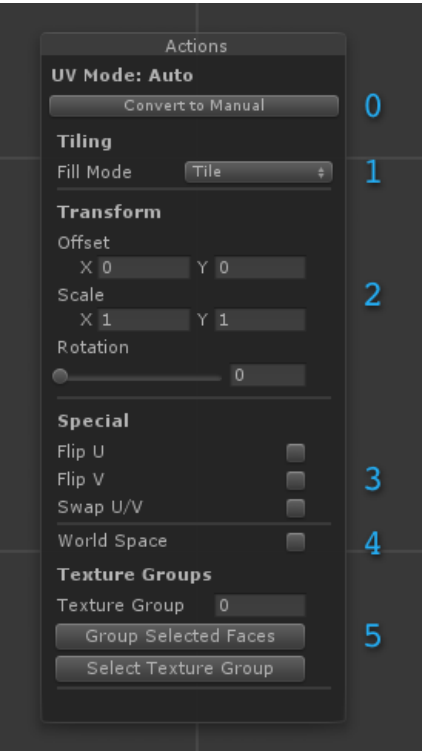 Actions
UV Mode: Auto
Convert to Manual 0
Tiling
Fill Mode Tile 1
Transform
Offset
X 0 Y 0
Scale 2
X 1 Y 1
Rotation
0
Special
Flip U
Flip V 3
Swap U/V
World Space 4
Texture Groups
Texture Group 0
Group Selected Faces 5
Select Texture Group